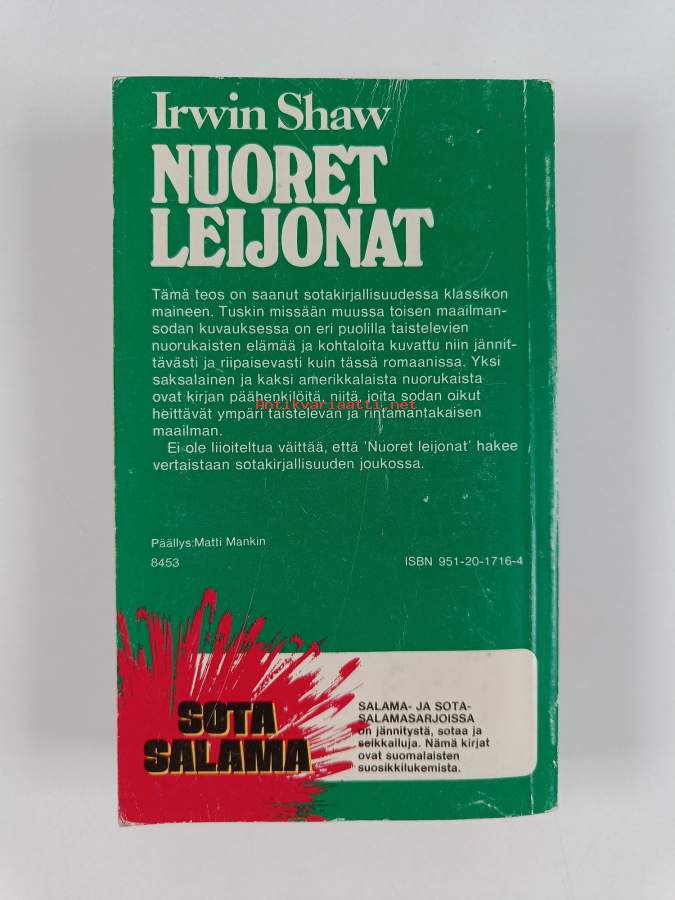 Irwin Shaw
NUORET
LEIJONAT
Tämä teos on saanut sotakirjallisuudessa klassikon
maineen. Tuskin missään muussa toisen maailman-
sodan kuvauksessa on eri puolilla taistelevien
nuorukaisten elämää ja kohtaloita kuvattu niin jännit-
tävästi ja riipaisevasti kuin tässä romaanissa. Yksi
saksalainen ja kaksi amerikkalaista nuorukaista
ovat kirjan päähenkilöitä, niitä, joita sodan oikut
Antikvariaatti.net
heittävät ympäri taistelevan ja rintamantakaisen
maailman.
Ei ole liioiteltua väittää, että 'Nuoret leijonat' hakee
vertaistaan sotakirjallisuuden joukossa.
Päällys:Matti Mankin
8453 ISBN 951-20-1716-4
SOTA
SALAMA
SALAMA- JA SOTA-
SALAMASARJOISSA
on jännitystä, sotaa ja
seikkailuja. Nämä kirjat
ovat suomalaisten
suosikkilukemista.